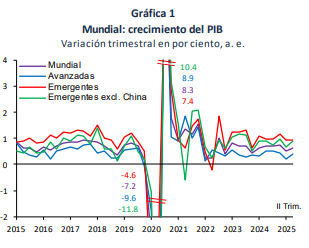 Gráfica 1
Mundial: crecimiento del PIB
Variación trimestral en por ciento, a. e.
4
3
2
1
0
-1
-2
Mundial
Avanzadas
Emergentes
Emergentes excl. China
10.4
8.9
8.3
7.4
-4.6
-7.2
-9.6
-11.8
II Trim.
2015 2016 2017 2018 2019 2020 2021 2022 2023 2024 2025